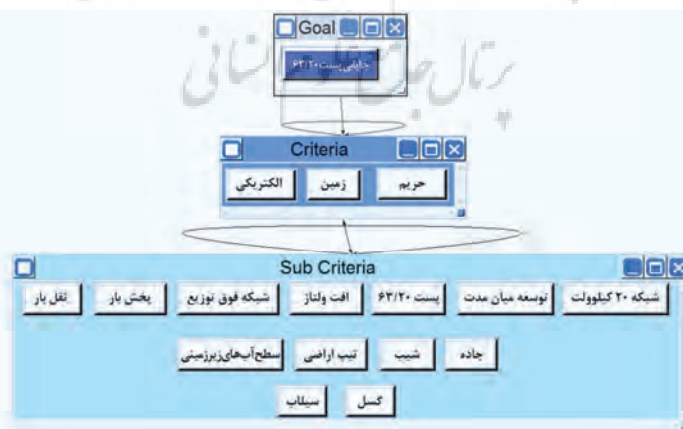 Goal
جایابی پست ۶۳/۲۰
Criteria
حریم زمین الکتریکی
Sub Criteria
شبکه ۲۰ کیلوولت توسعه میان مدت پست ۶۳/۲۰ افت ولتاژ شبکه فوق توزیع پخش بار ثقل بار
جاده شیب تیپ اراضی سطح‌آب‌های‌زیرزمینی
گسل سیلاب